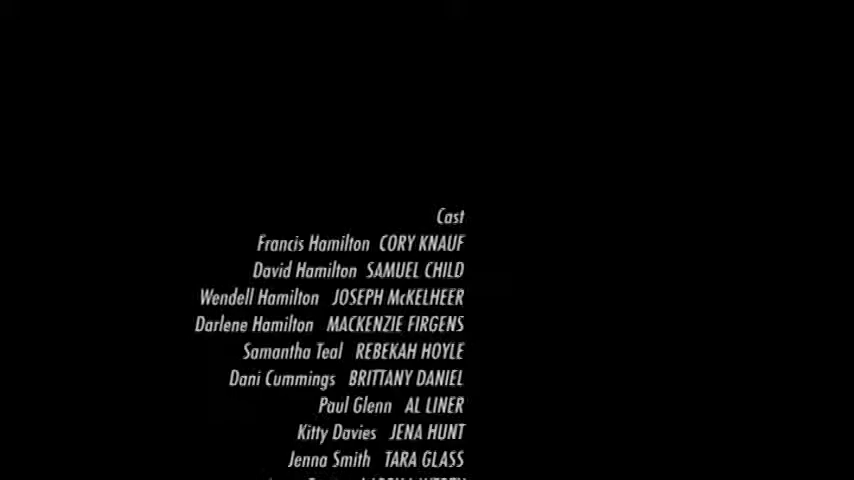 Cast
Francis Hamilton CORY KNAUF
David Hamilton SAMUEL CHILD
Wendell Hamilton JOSEPH McKELHEER
Darlene Hamilton MACKENZIE FIRGENS
Samantha Teal REBEKAH HOYLE
Dani Cummings BRITTANY DANIEL
Paul Glenn AL LINER
Kitty Davies JENA HUNT
Jenna Smith TARA GLASS